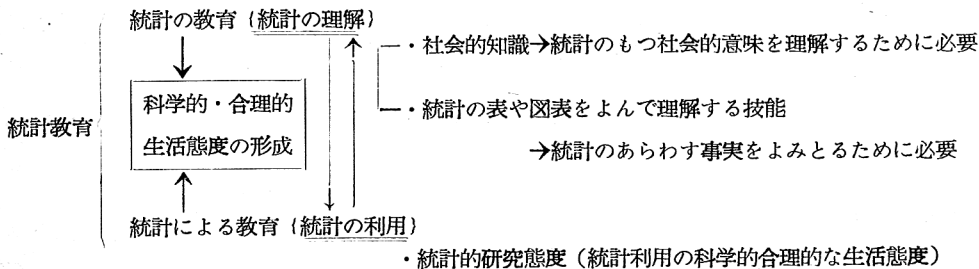 統計の教育{統計の理解}
・社会的知識→統計のもつ社会的意味を理解するために必要
科学的・合理的
生活態度の形成
・統計の表や図表をよんで理解する技能
統計教育
→統計のあらわす事実をよみとるために必要
統計による教育{統計の利用}
・統計的研究態度(統計利用の科学的合理的な生活態度)